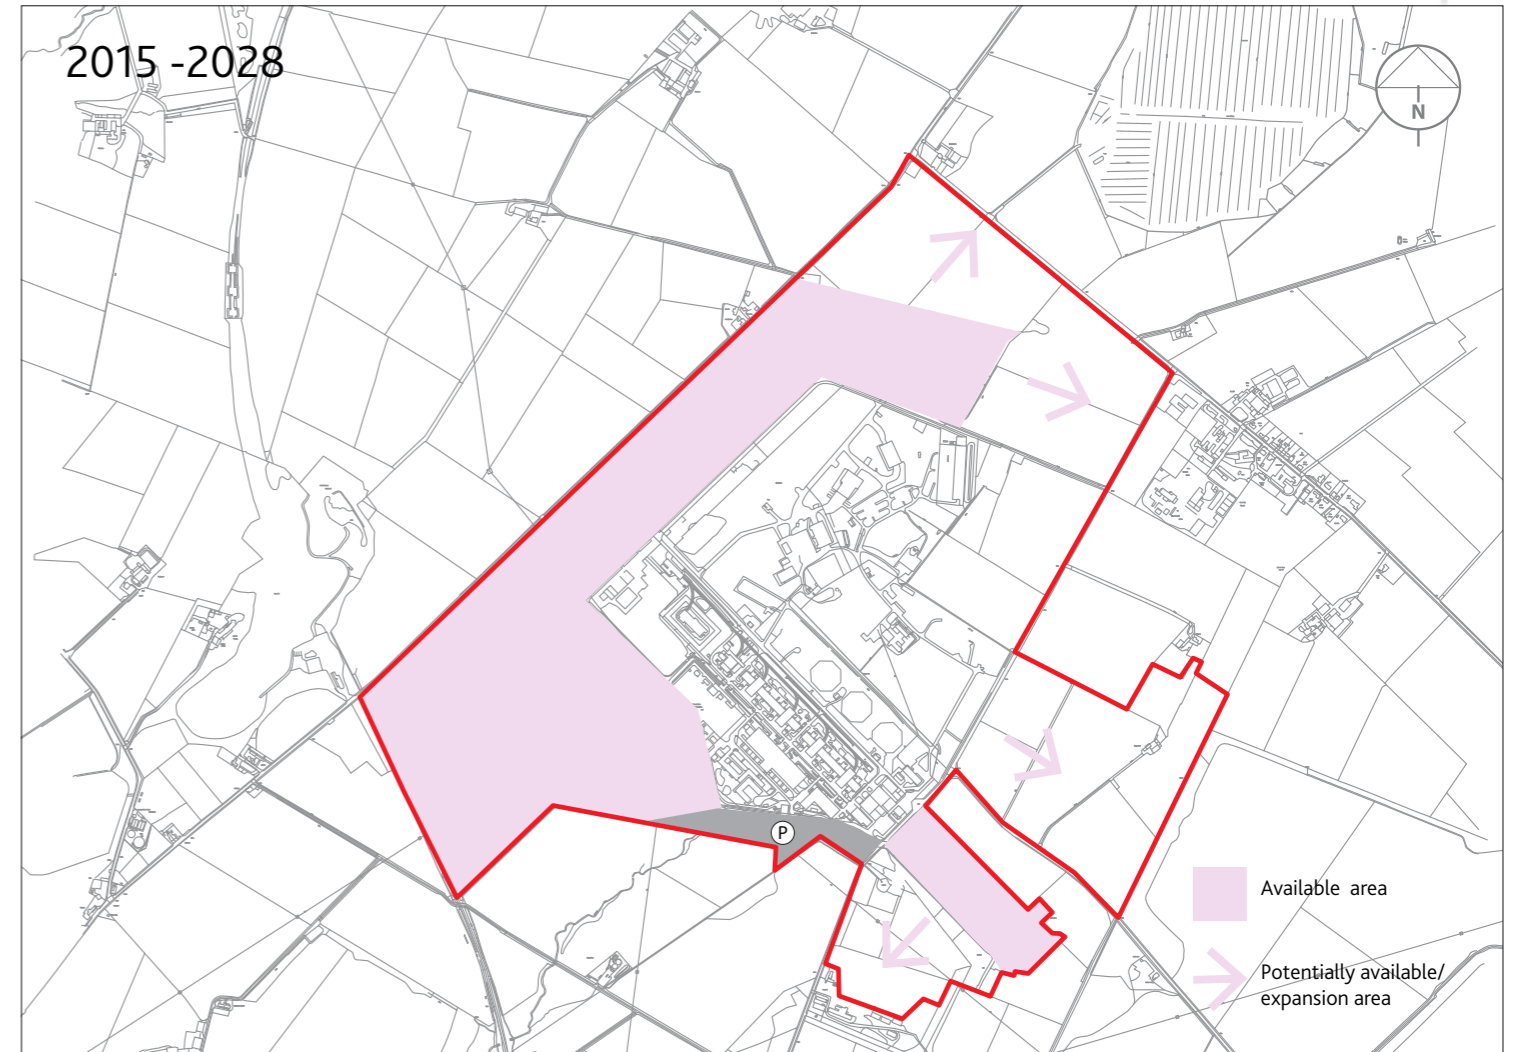 2015 -2028
N
P
Available area
Potentially available/
expansion area